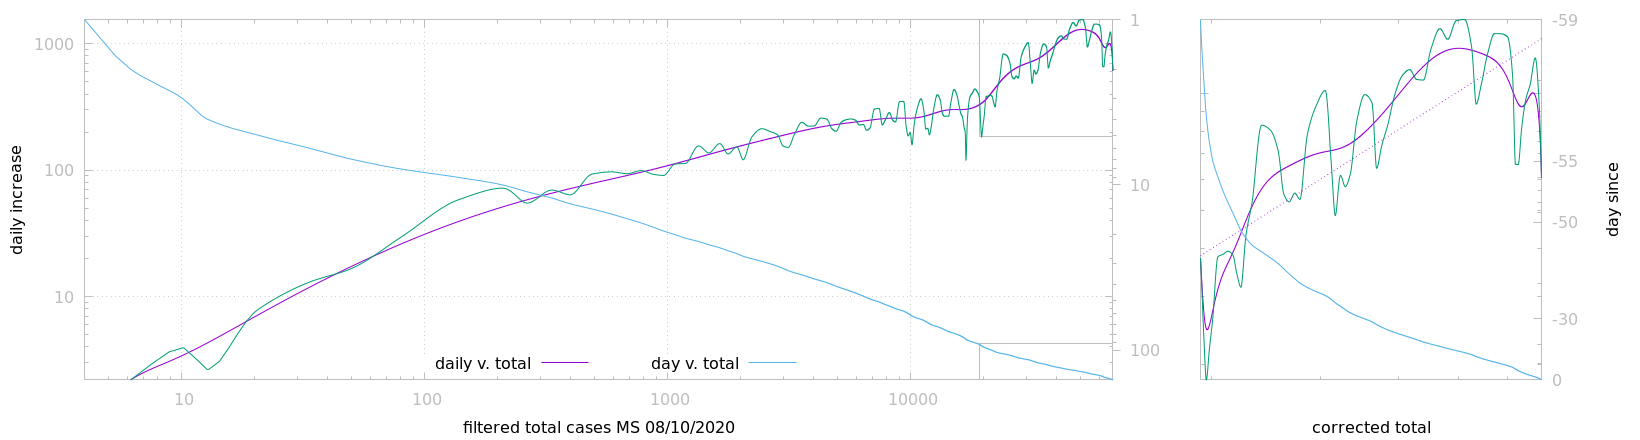 daily increase
1000
100
10
10
100
1000
10000
1
10
100
daily v. total
day v. total
filtered total cases MS 08/10/2020
-59
-55
-50
-30
0
day since
corrected total